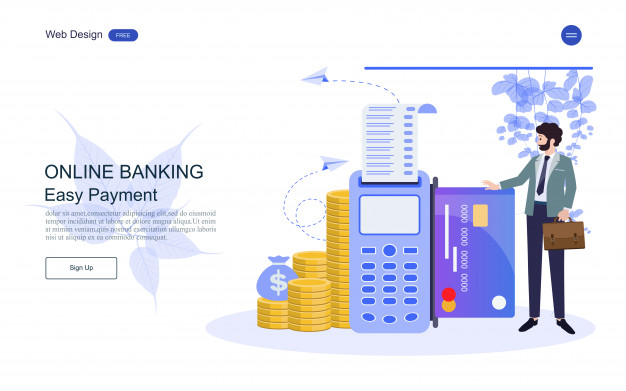 Web Design FREE
ONLINE BANKING
Easy Payment
dolor sit amet,consectetur adipiscing elit,sed do eiusmod
tempor incididunt ut labore et dolore magna aliqua.
Ut enim ad minim veniam, quis nostrud exercitation ullamco
laboris nisi ut aliquip ex ea commodo consequat.
Sign Up
$
0000 0000 0000